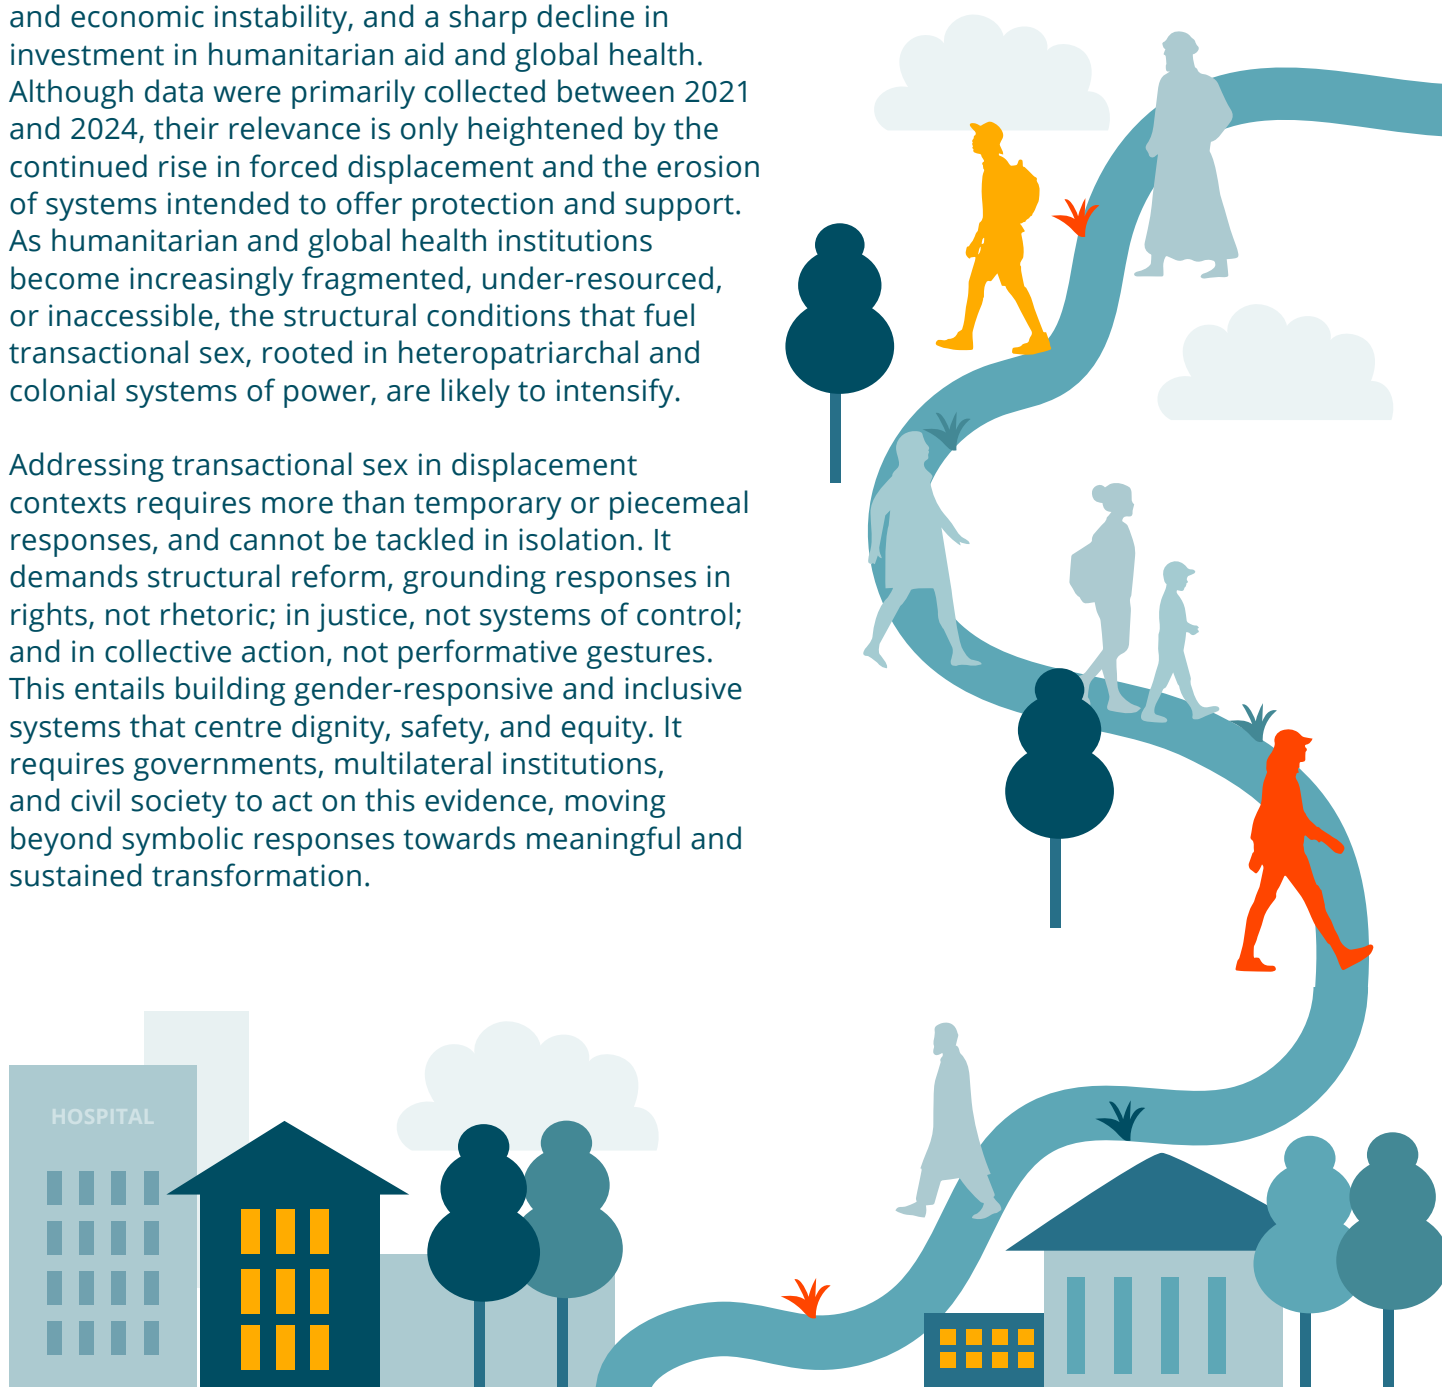 and economic instability, and a sharp decline in
investment in humanitarian aid and global health.
Although data were primarily collected between 2021
and 2024, their relevance is only heightened by the
continued rise in forced displacement and the erosion
of systems intended to offer protection and support.
As humanitarian and global health institutions
become increasingly fragmented, under-resourced,
or inaccessible, the structural conditions that fuel
transactional sex, rooted in heteropatriarchal and
colonial systems of power, are likely to intensify.
Addressing transactional sex in displacement
contexts requires more than temporary or piecemeal
responses, and cannot be tackled in isolation. It
demands structural reform, grounding responses in
rights, not rhetoric; in justice, not systems of control;
and in collective action, not performative gestures.
This entails building gender-responsive and inclusive
systems that centre dignity, safety, and equity. It
requires governments, multilateral institutions,
and civil society to act on this evidence, moving
beyond symbolic responses towards meaningful and
sustained transformation.
HOSPITAL